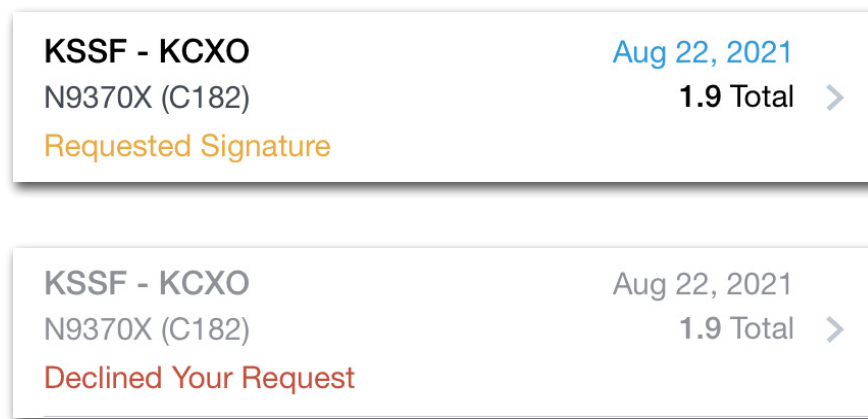 KSSF - KCXO
Aug 22, 2021
N9370X (C182)
1.9 Total
Requested Signature
KSSF - KCXO
Aug 22, 2021
N9370X (C182)
1.9 Total
Declined Your Request